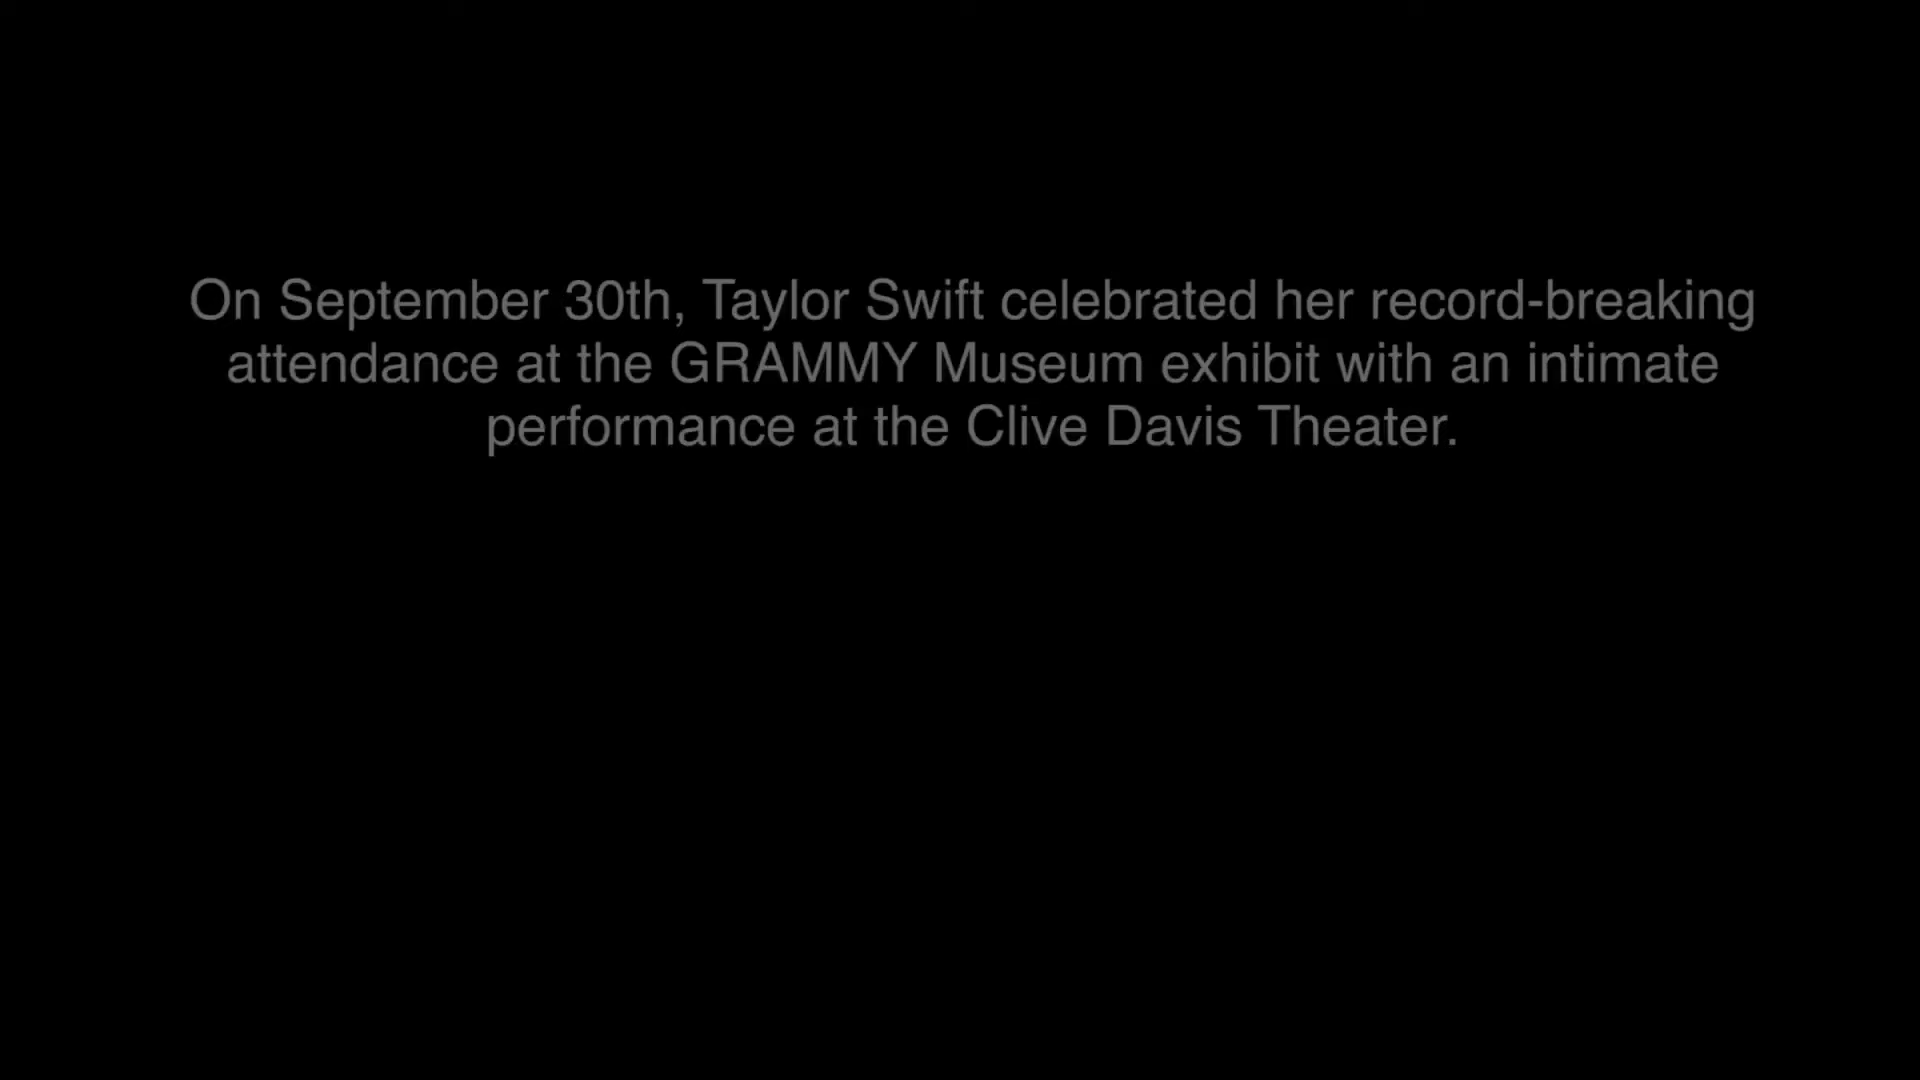 On September 30th, Taylor Swift celebrated her record-breaking
attendance at the GRAMMY Museum exhibit with an intimate
performance at the Clive Davis Theater.